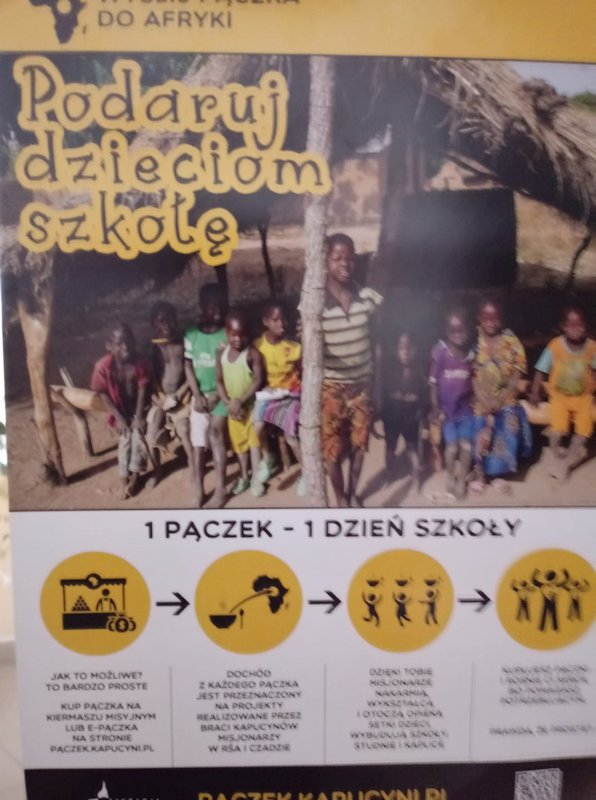 DO AFRYKI
Podaruj
dzieciom
szkołę
1 PĄCZEK - 1 DZIEŃ SZKOŁY
JAK TO MOŻLIWE?
TO BARDZO PROSTE
KUP PĄCZKA NA
KIERMASZU MISYJNYM
LUB E-PĄCZKA
NA STRONIE
PĄCZEK.KAPUCYNI.PL
DOCHÓD
Z KAŻDEGO PĄCZKA
JEST PRZEZNACZONY
NA PROJEKTY
REALIZOWANE PRZEZ
BRACI KAPUCYNÓW
MISJONARZY
W RŚA I CZADZIE
DZIĘKI TOBIE
MISJONARZE
NAKARMIĄ,
WYKSZTAŁCĄ
I OTOCZĄ OPIEKĄ
SETKI DZIECI,
WYBUDUJĄ SZKOŁY,
STUDNIE I KAPLICE
KUPUJESZ PĄCZKI
PRAWDA, ŻE PROSTE?
PACZEK.KAPUCYNI.PL